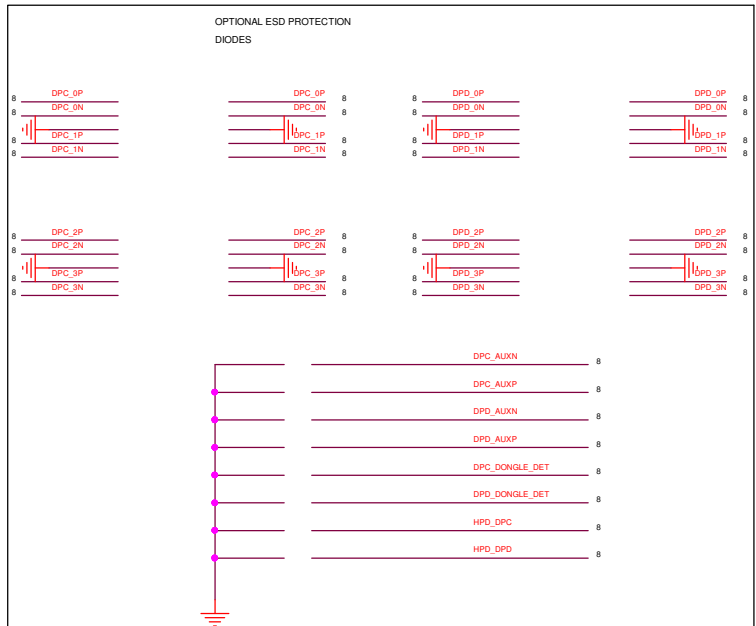 OPTIONAL ESD PROTECTION
DIODES
8 DPC_0P DPC_0P 8 8 DPD_0P DPD_0P 8
8 DPC_0N DPC_0N 8 8 DPD_0N DPD_0N 8
8 DPC_1P DPC_1P 8 8 DPD_1P DPD_1P 8
8 DPC_1N DPC_1N 8 8 DPD_1N DPD_1N 8
8 DPC_2P DPC_2P 8 8 DPD_2P DPD_2P 8
8 DPC_2N DPC_2N 8 8 DPD_2N DPD_2N 8
8 DPC_3P DPC_3P 8 8 DPD_3P DPD_3P 8
8 DPC_3N DPC_3N 8 8 DPD_3N DPD_3N 8
DPC_AUXN 8
DPC_AUXP 8
DPD_AUXN 8
DPD_AUXP 8
DPC_DONGLE_DET 8
DPD_DONGLE_DET 8
HPD_DPC 8
HPD_DPD 8